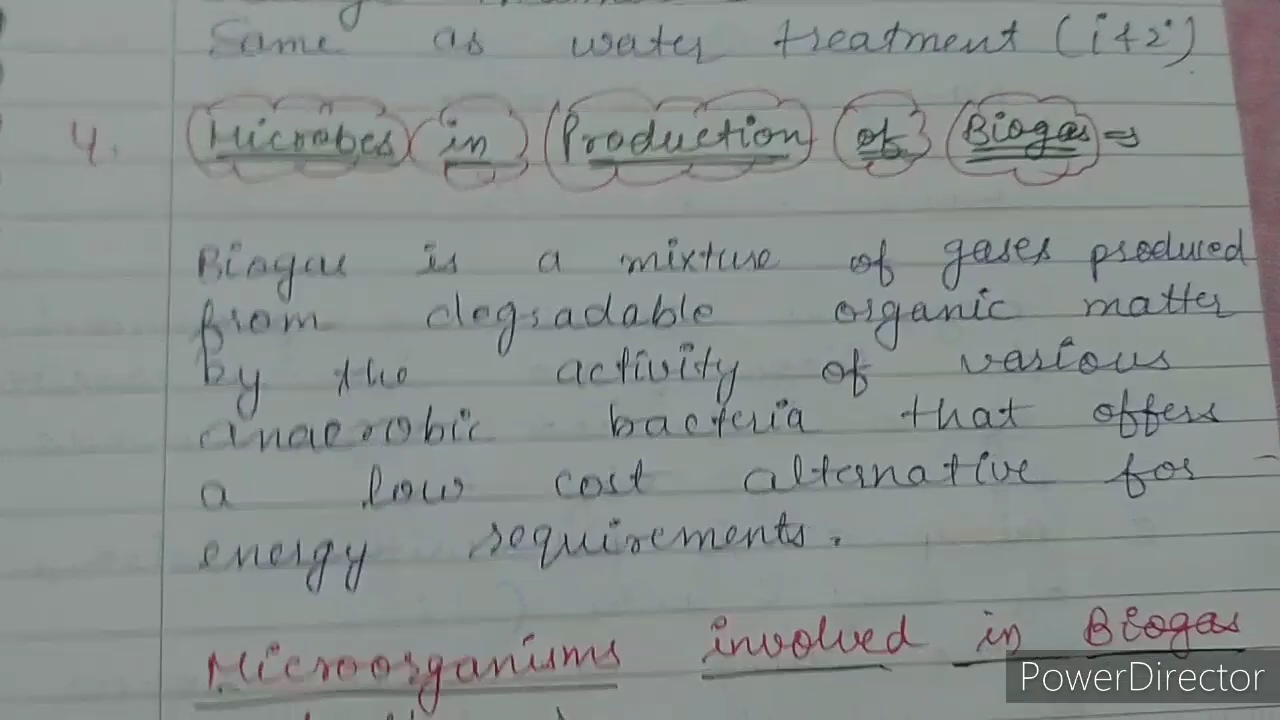 Same as water treatment (i+2)
4. Microbes in Production of Biogas ⇒
Biogas is a mixture of gases produced
from degradable organic matter
by the activity of various
anaerobic bacteria that offers
a low cost alternative for
energy requirements.
Microorganisms involved in Biogas
PowerDirector